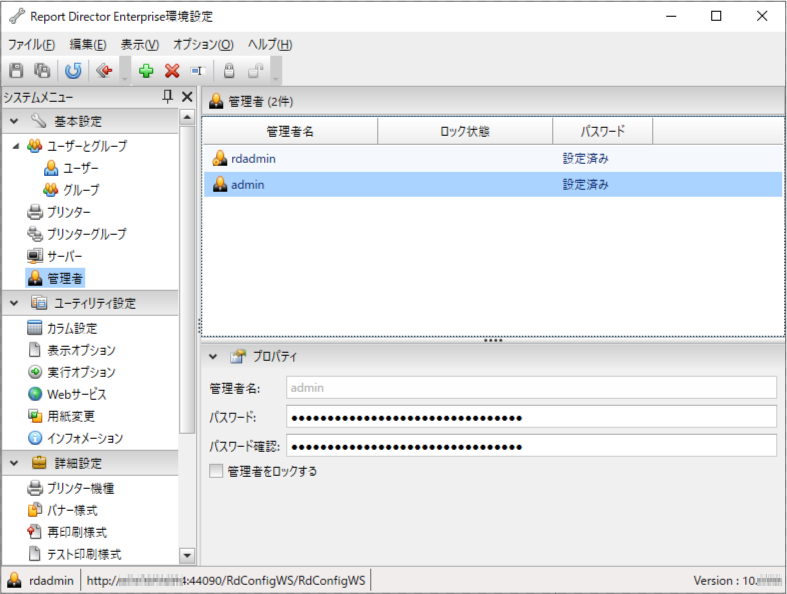 Report Director Enterprise環境設定
ファイル(F) 編集(E) 表示(V) オプション(O) ヘルプ(H)
システムメニュー
基本設定
ユーザーとグループ
ユーザー
グループ
プリンター
プリンターグループ
サーバー
管理者
ユーティリティ設定
カラム設定
表示オプション
実行オプション
Webサービス
用紙変更
インフォメーション
詳細設定
プリンター機種
バナー様式
再印刷様式
テスト印刷様式
管理者 (2件)
管理者名 ロック状態 パスワード
rdadmin 設定済み
admin 設定済み
プロパティ
管理者名: admin
パスワード: ●●●●●●●●●●●●●●●●●●●●●●●●●●●●●●●●
パスワード確認: ●●●●●●●●●●●●●●●●●●●●●●●●●●●●●●●●
管理者をロックする
rdadmin http:/ :44090/RdConfigWS/RdConfigWS Version : 10.